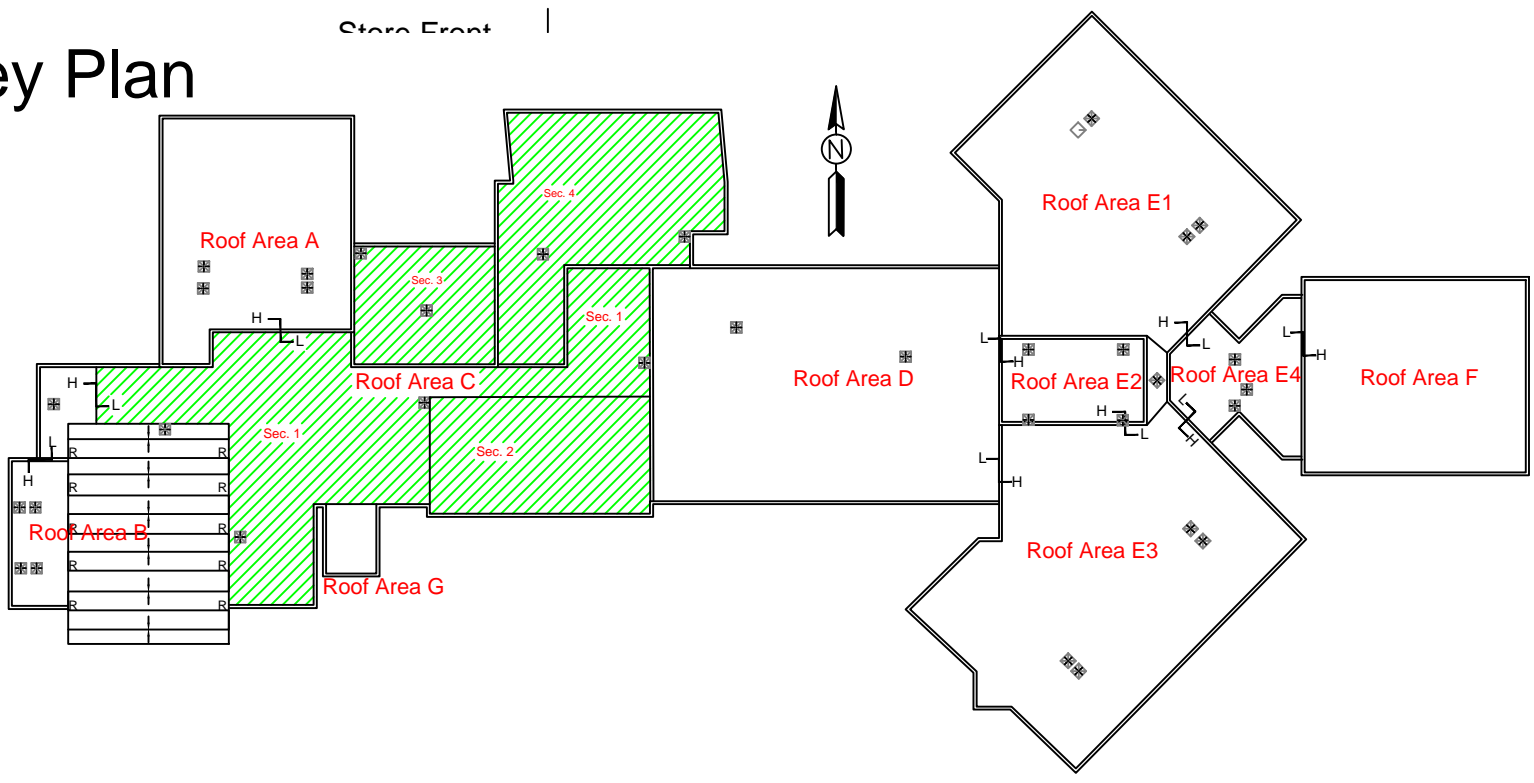 Store Front
ey Plan
N
Roof Area A
Sec. 4
Sec. 3
Sec. 1
Roof Area E1
H
L
H
L
L
H
L
H
H
L
Roof Area C
Roof Area D
Roof Area E2
Roof Area E4
Roof Area F
H
L
L
H
Sec. 1
Sec. 2
L
H
L
H
R
R
R
R
Roof Area B
R
R
R
R
R
R
Roof Area G
Roof Area E3